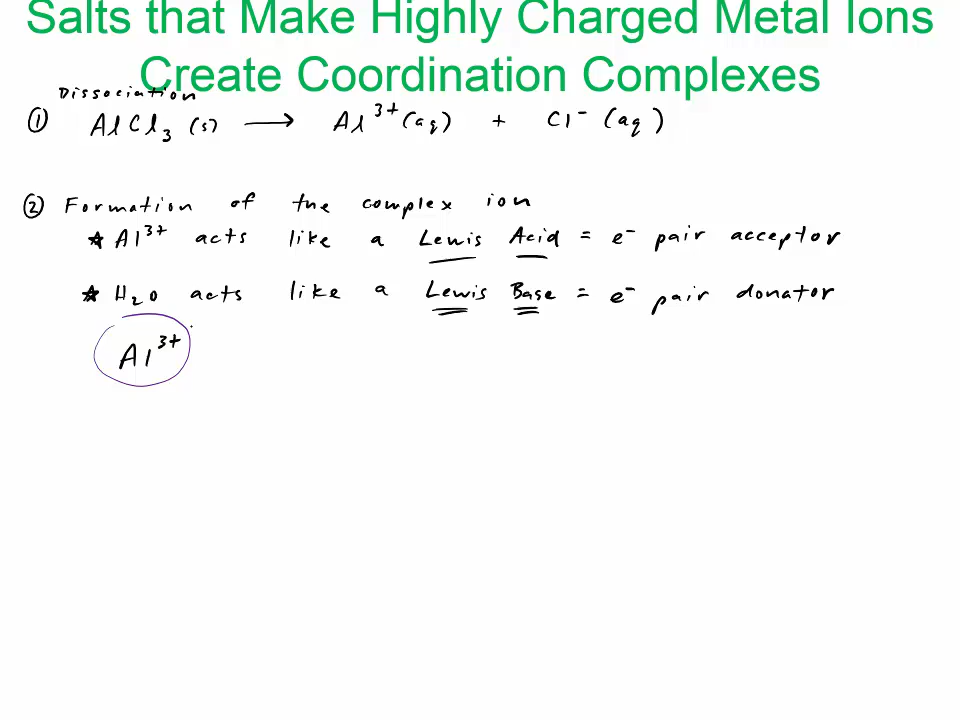 Salts that Make Highly Charged Metal Ions
Create Coordination Complexes
Dissociation
① AlCl₃ (s) ⟶ Al³⁺ (aq) + Cl⁻ (aq)
② Formation of the complex ion
★ Al³⁺ acts like a Lewis Acid = e⁻ pair acceptor
★ H₂O acts like a Lewis Base = e⁻ pair donator
Al³⁺